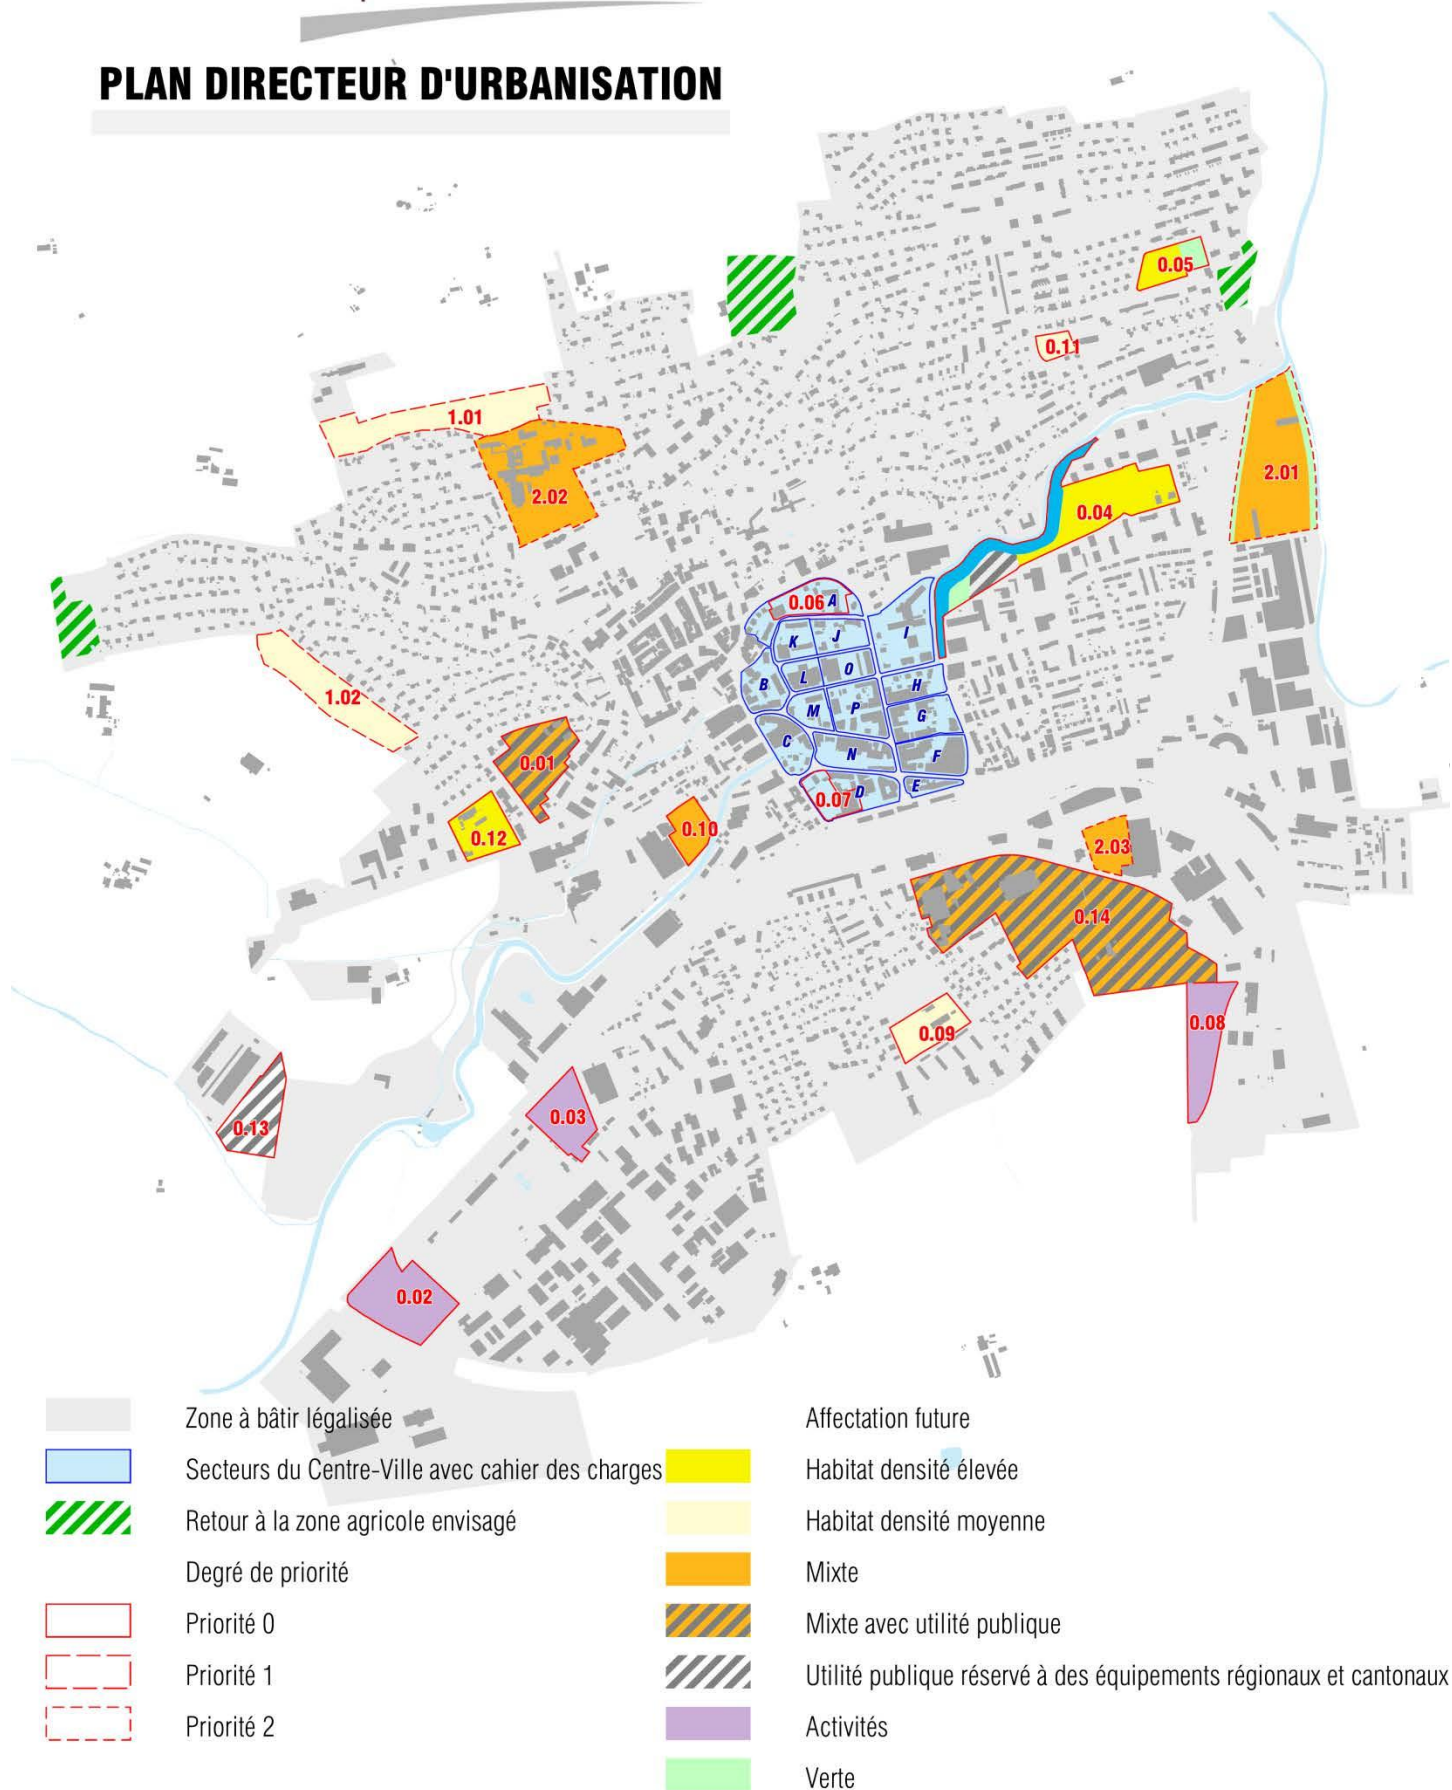 PLAN DIRECTEUR D'URBANISATION
0.05
0.11
1.01
2.01
2.02
0.04
0.06 A
I
K J
O
L
B H
M P G
1.02
C
N F
0.01
E
0.07 D
0.12
0.10
2.03
0.14
0.08
0.09
0.03
0.13
0.02
Zone à bâtir légalisée
Secteurs du Centre-Ville avec cahier des charges
Retour à la zone agricole envisagé
Degré de priorité
Priorité 0
Priorité 1
Priorité 2
Affectation future
Habitat densité élevée
Habitat densité moyenne
Mixte
Mixte avec utilité publique
Utilité publique réservé à des équipements régionaux et cantonaux
Activités
Verte